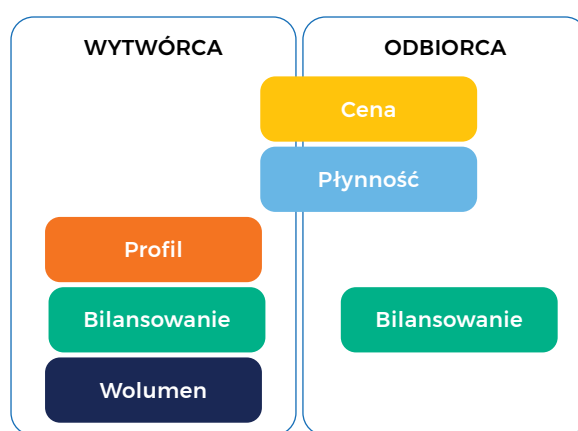 WYTWÓRCA
ODBIORCA
Cena
Płynność
Profil
Bilansowanie
Bilansowanie
Wolumen